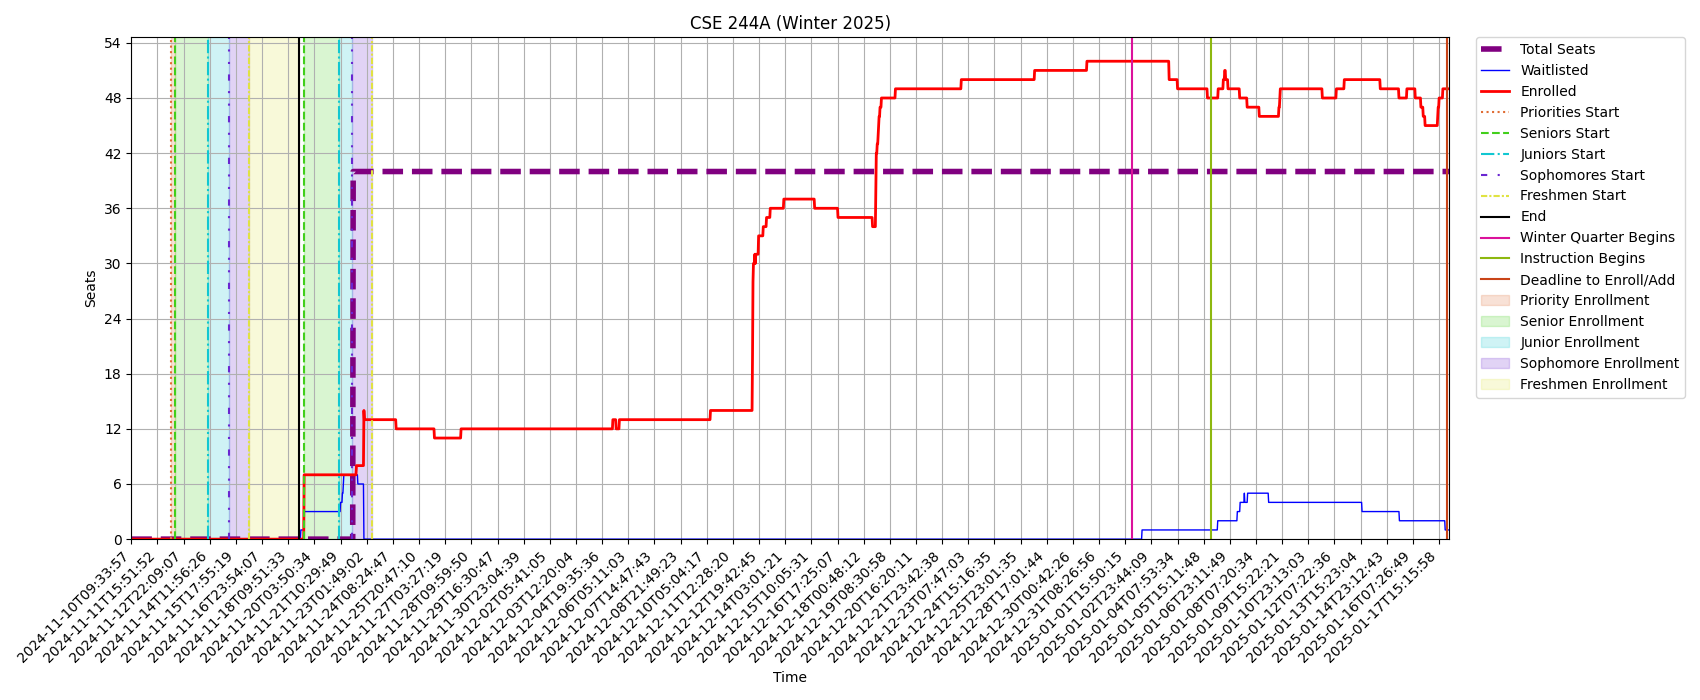 CSE 244A (Winter 2025)
54
48
42
36
30
24
18
12
6
0
Seats
2024-11-10T09:33:57
2024-11-11T15:51:52
2024-11-12T22:09:07
2024-11-14T11:56:26
2024-11-15T17:55:19
2024-11-16T23:54:07
2024-11-18T09:51:33
2024-11-20T03:50:34
2024-11-21T10:29:49
2024-11-23T01:49:02
2024-11-24T08:24:47
2024-11-25T20:47:10
2024-11-27T03:27:19
2024-11-28T09:59:50
2024-11-29T16:30:47
2024-11-30T23:04:39
2024-12-02T05:41:05
2024-12-03T12:20:04
2024-12-04T19:35:36
2024-12-06T05:11:03
2024-12-07T14:47:43
2024-12-08T21:49:23
2024-12-10T05:04:17
2024-12-11T12:28:20
2024-12-12T19:42:45
2024-12-14T03:01:21
2024-12-15T10:05:31
2024-12-16T17:25:07
2024-12-18T00:48:12
2024-12-19T08:30:58
2024-12-20T16:20:11
2024-12-21T23:42:38
2024-12-23T07:47:03
2024-12-24T15:16:35
2024-12-25T23:01:35
2024-12-28T17:01:44
2024-12-30T00:42:26
2024-12-31T08:26:56
2025-01-01T15:50:15
2025-01-02T23:44:09
2025-01-04T07:53:34
2025-01-05T15:11:48
2025-01-06T23:11:49
2025-01-08T07:20:34
2025-01-09T15:22:21
2025-01-10T23:13:03
2025-01-12T07:22:36
2025-01-13T15:23:04
2025-01-14T23:12:43
2025-01-16T07:26:49
2025-01-17T15:15:58
Time
Total Seats
Waitlisted
Enrolled
Priorities Start
Seniors Start
Juniors Start
Sophomores Start
Freshmen Start
End
Winter Quarter Begins
Instruction Begins
Deadline to Enroll/Add
Priority Enrollment
Senior Enrollment
Junior Enrollment
Sophomore Enrollment
Freshmen Enrollment